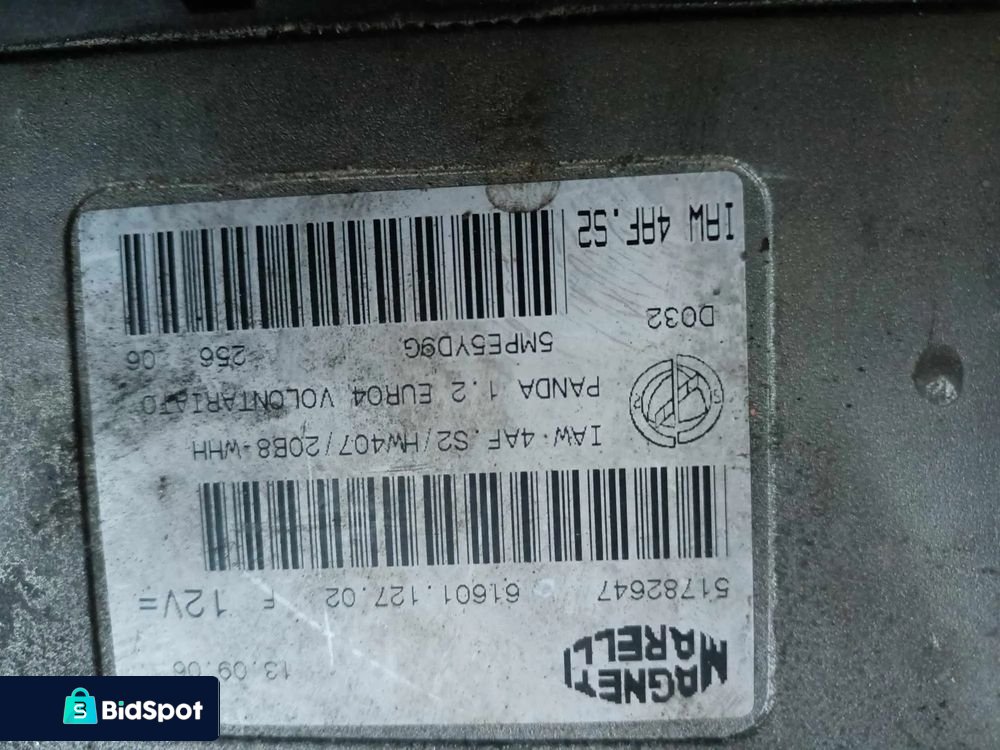 MAGNETI
MARELLI
13.09.06
51782647 61601.127.02 F 12V=
IAW 4AF.S2/HW407/20B8-WHH
PANDA 1.2 EURO4 VOLONTARIATO
5MPE5YD9G 256 06
D032
IAW 4AF.S2
BidSpot